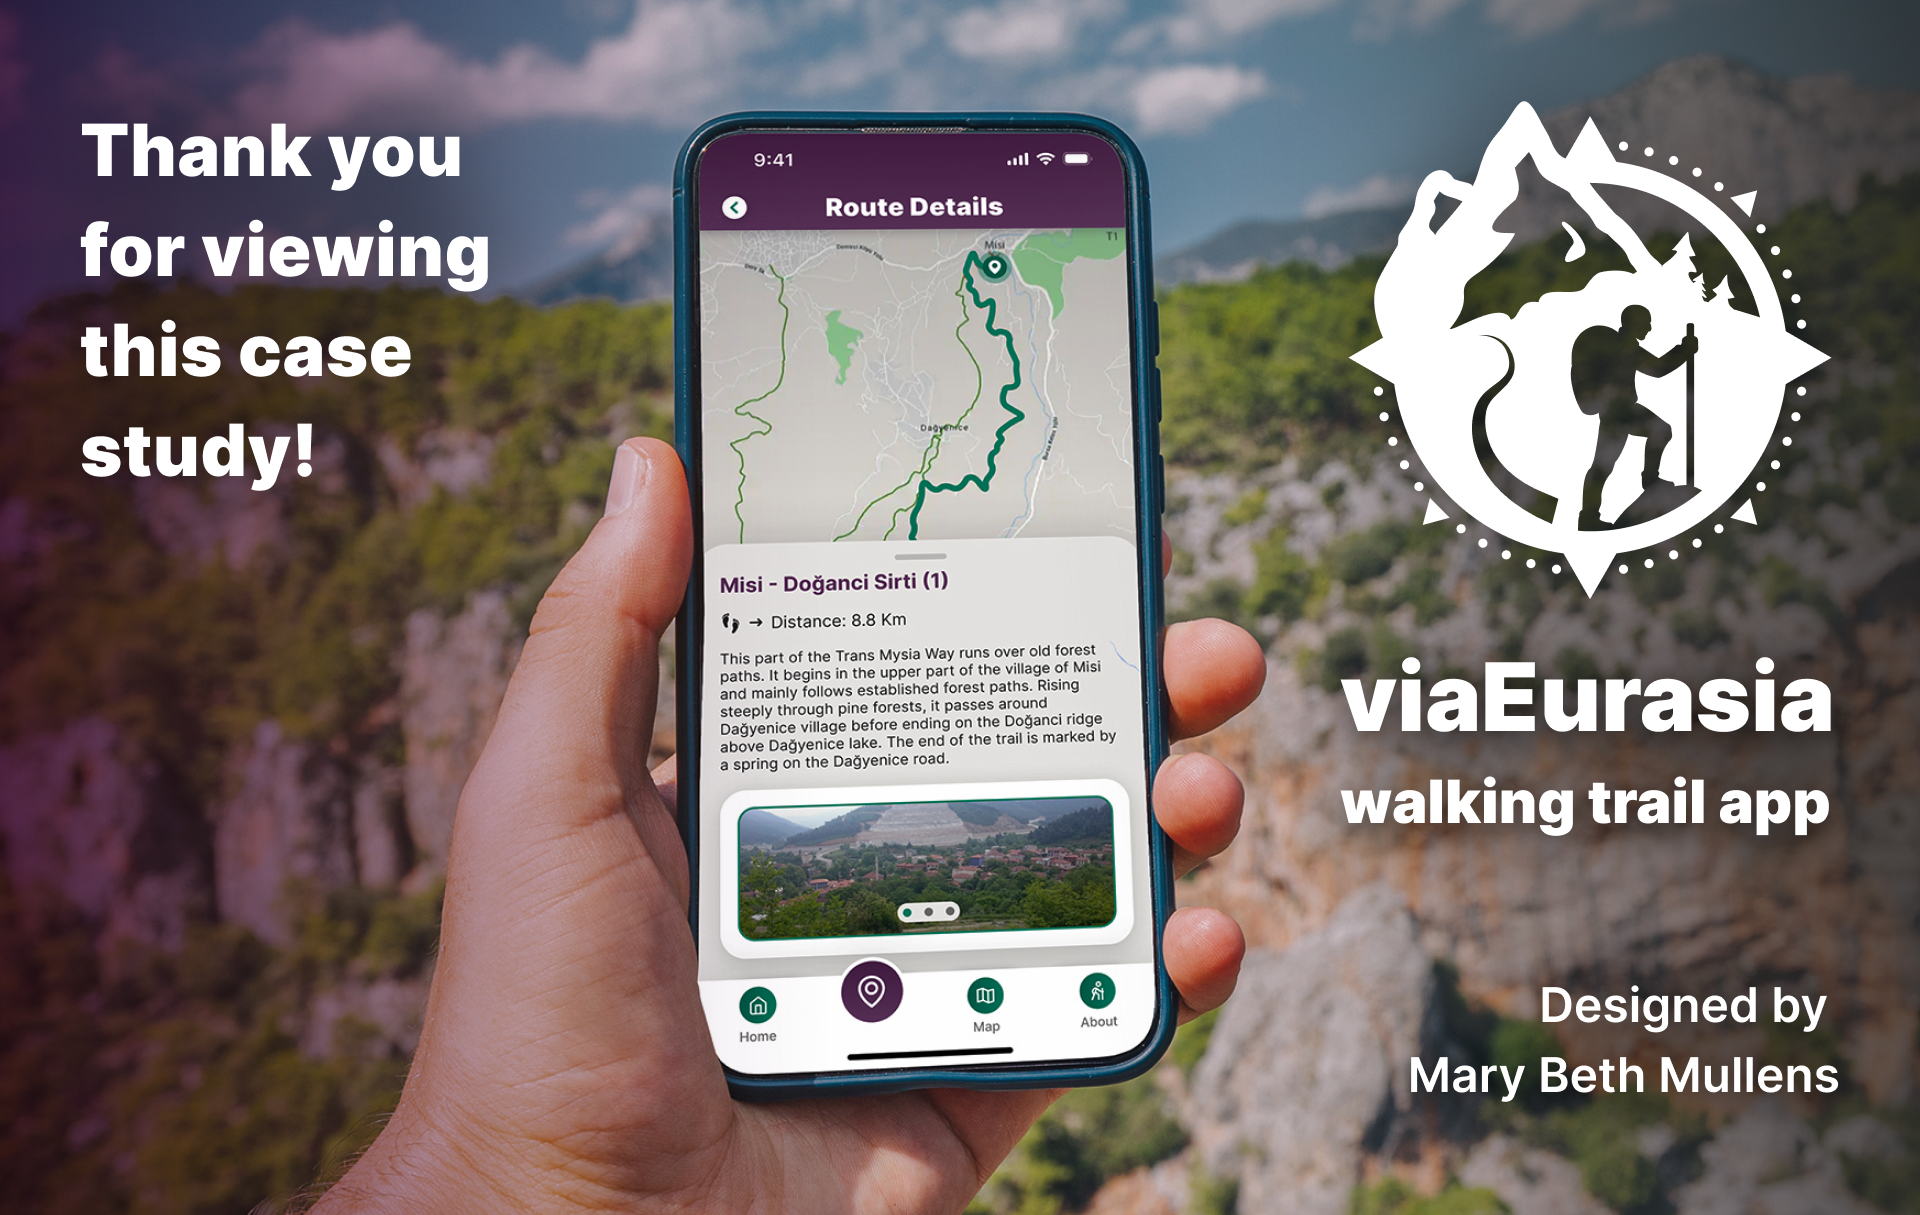 Thank you
for viewing
this case
study!
9:41
Route Details
Misi
T1
Dağyenice
Misi - Doğanci Sirti (1)
Distance: 8.8 Km
This part of the Trans Mysia Way runs over old forest
paths. It begins in the upper part of the village of Misi
and mainly follows established forest paths. Rising
steeply through pine forests, it passes around
Dağyenice village before ending on the Doğanci ridge
above Dağyenice lake. The end of the trail is marked by
a spring on the Dağyenice road.
Home
Map
About
viaEurasia
walking trail app
Designed by
Mary Beth Mullens